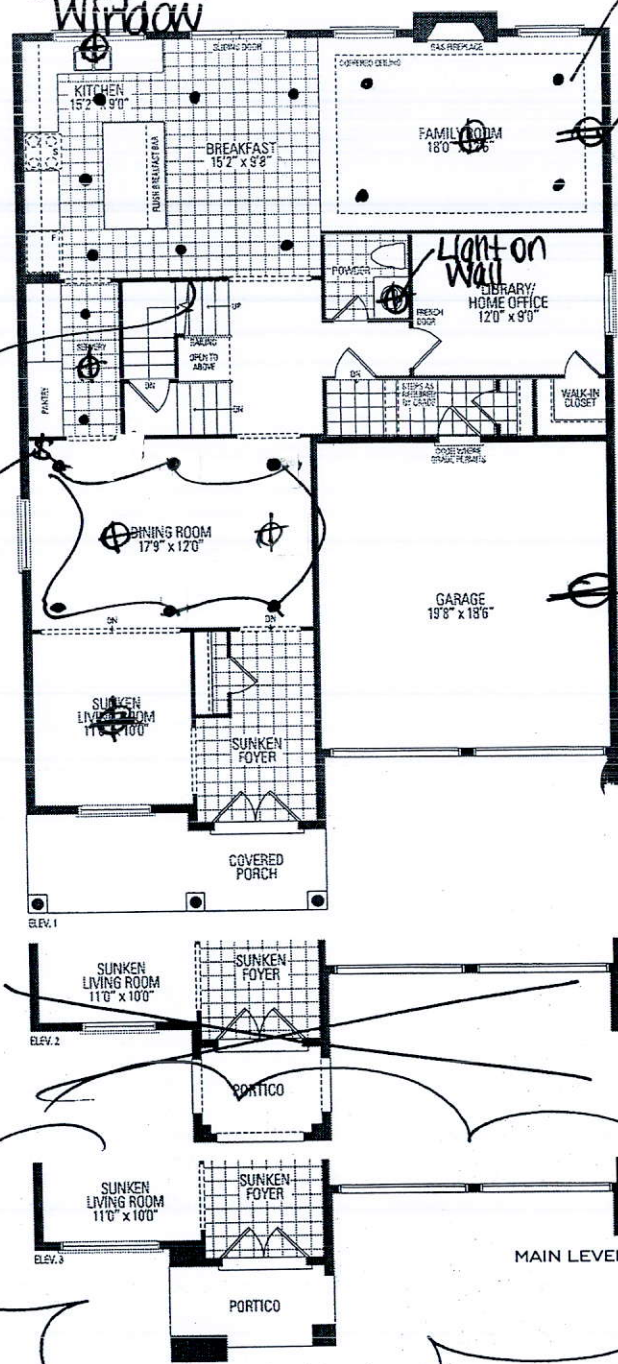 Window
SLIDING DOOR
GAS FIREPLACE
COFFERED CEILING
KITCHEN
15'2" x 9'0"
BREAKFAST
15'2" x 9'8"
FLUSH BREAKFAST BAR
FAMILY ROOM
18'0" x
F
POWDER
Light on
Wall
LIBRARY/
HOME OFFICE
12'0" x 9'0"
FRENCH
DOOR
UP
RAILING
OPEN TO
ABOVE
SERVERY
PANTRY
DN
DN
DN
STEPS AS
REQUIRED
BY GRADE
WALK-IN
CLOSET
DOOR WHERE
GRADE PERMITS
$
DINING ROOM
17'9" x 12'0"
GARAGE
19'8" x 18'6"
DN
DN
SUNKEN
LIVING ROOM
11'0" x 10'0"
SUNKEN
FOYER
COVERED
PORCH
ELEV. 1
SUNKEN
LIVING ROOM
11'0" x 10'0"
SUNKEN
FOYER
ELEV. 2
PORTICO
SUNKEN
LIVING ROOM
11'0" x 10'0"
SUNKEN
FOYER
ELEV. 3
MAIN LEVEL
PORTICO